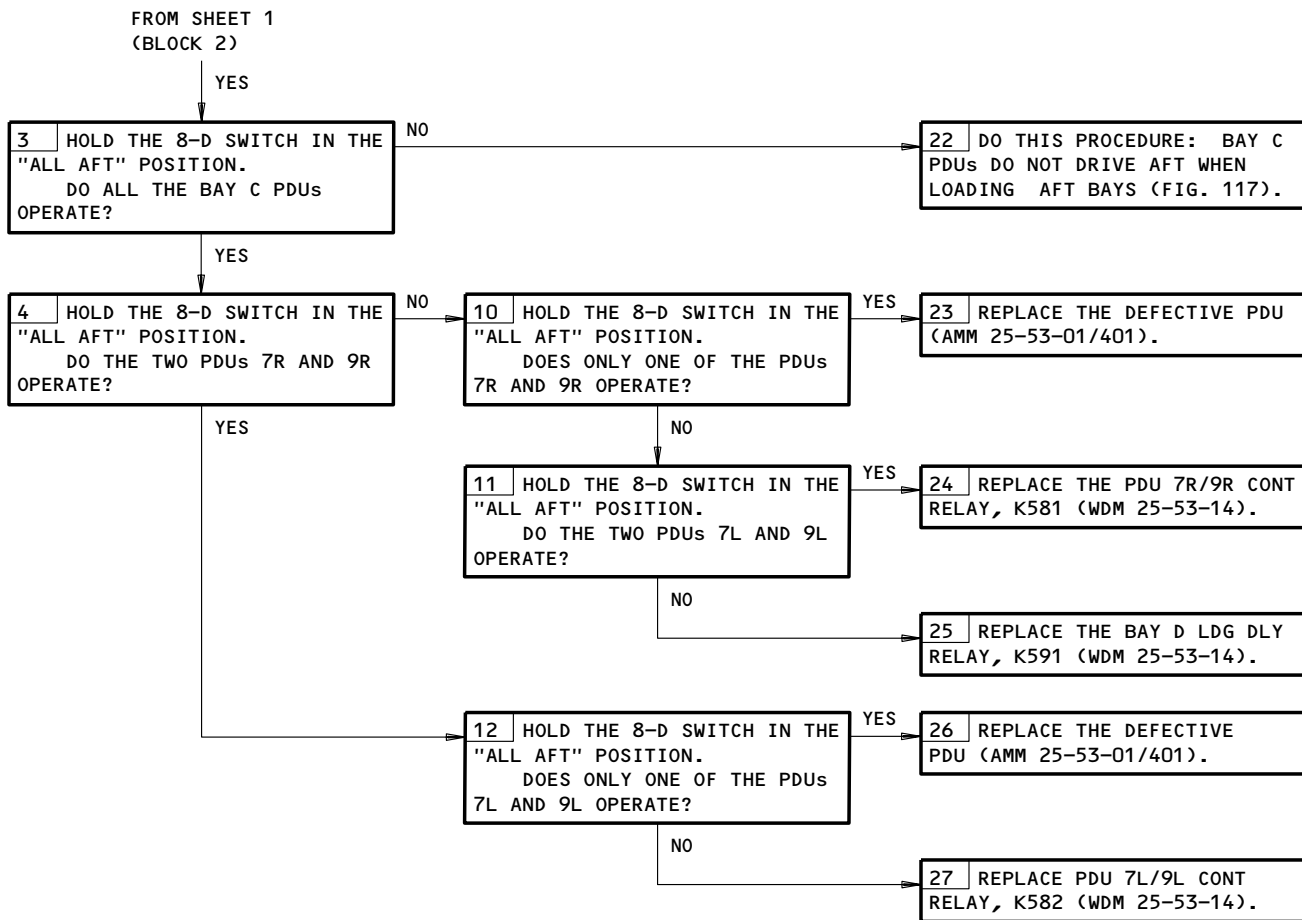 FROM SHEET 1
(BLOCK 2)
YES
3 HOLD THE 8-D SWITCH IN THE
"ALL AFT" POSITION.
DO ALL THE BAY C PDUs
OPERATE?
NO
22 DO THIS PROCEDURE: BAY C
PDUs DO NOT DRIVE AFT WHEN
LOADING AFT BAYS (FIG. 117).
YES
4 HOLD THE 8-D SWITCH IN THE
"ALL AFT" POSITION.
DO THE TWO PDUs 7R AND 9R
OPERATE?
NO
10 HOLD THE 8-D SWITCH IN THE
"ALL AFT" POSITION.
DOES ONLY ONE OF THE PDUs
7R AND 9R OPERATE?
YES
23 REPLACE THE DEFECTIVE PDU
(AMM 25-53-01/401).
YES
NO
11 HOLD THE 8-D SWITCH IN THE
"ALL AFT" POSITION.
DO THE TWO PDUs 7L AND 9L
OPERATE?
YES
24 REPLACE THE PDU 7R/9R CONT
RELAY, K581 (WDM 25-53-14).
NO
25 REPLACE THE BAY D LDG DLY
RELAY, K591 (WDM 25-53-14).
12 HOLD THE 8-D SWITCH IN THE
"ALL AFT" POSITION.
DOES ONLY ONE OF THE PDUs
7L AND 9L OPERATE?
YES
26 REPLACE THE DEFECTIVE
PDU (AMM 25-53-01/401).
NO
27 REPLACE PDU 7L/9L CONT
RELAY, K582 (WDM 25-53-14).